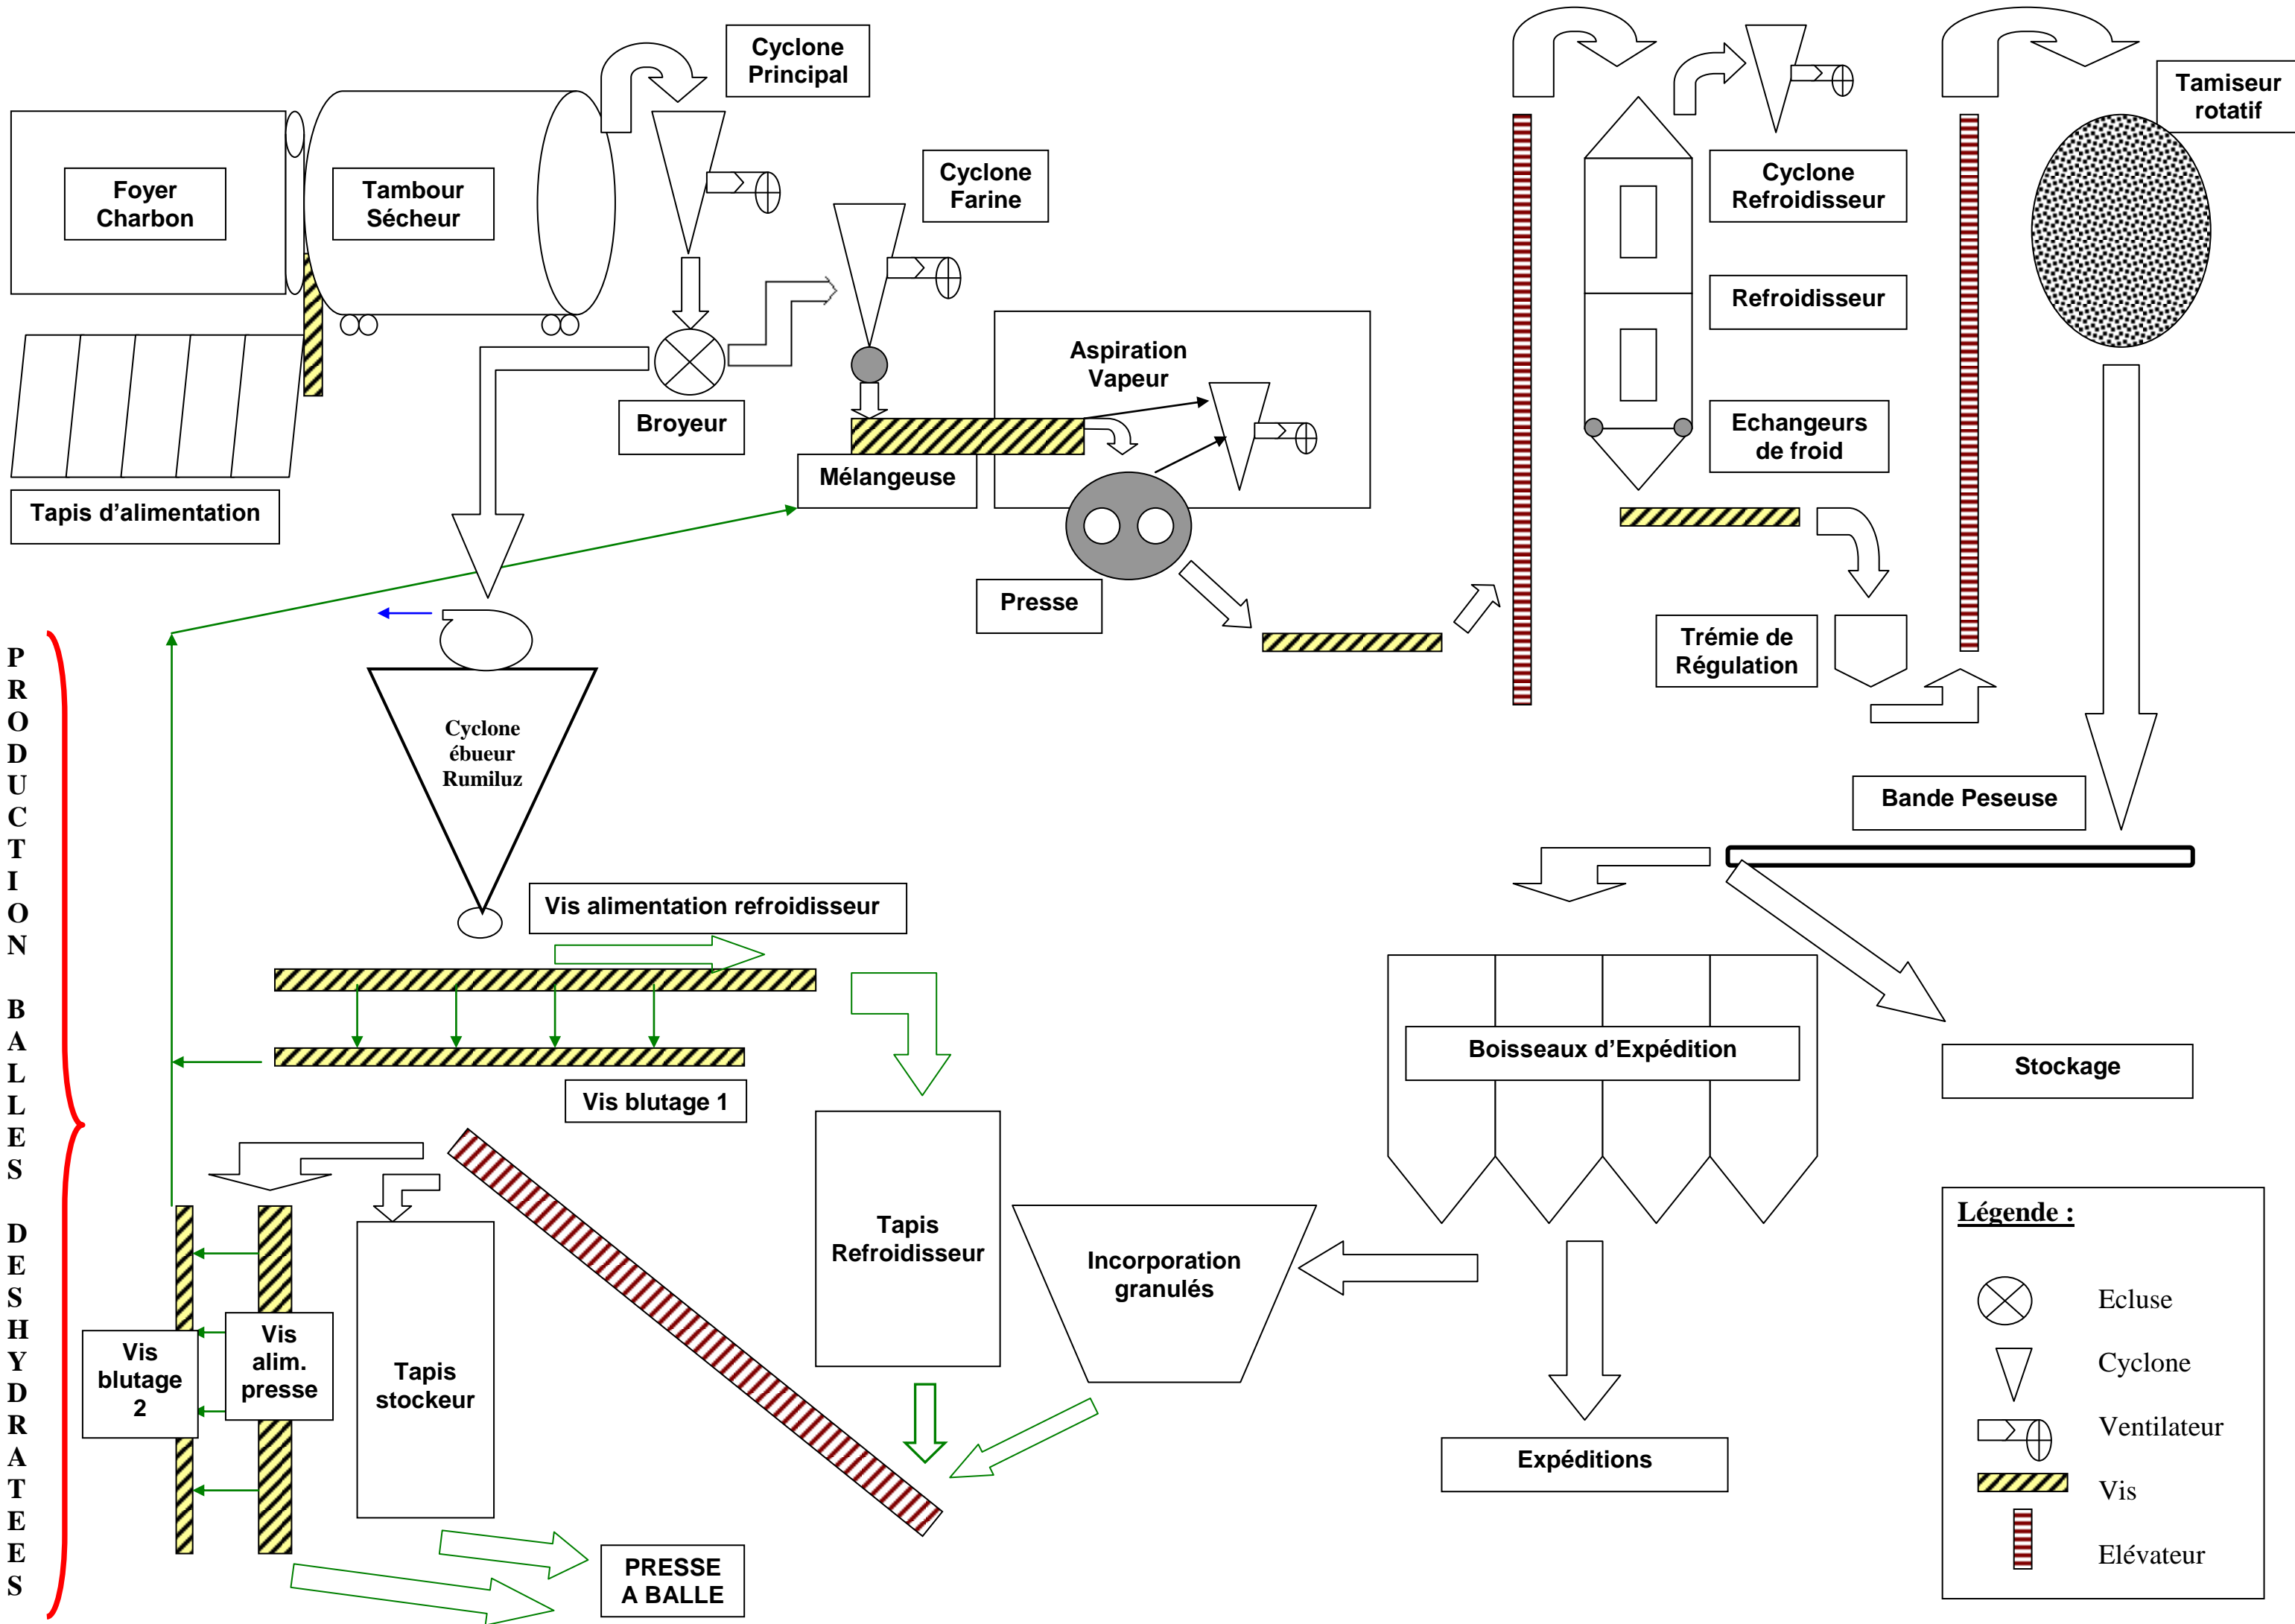 Cyclone
Principal
Tamiseur
rotatif
Foyer
Charbon
Tambour
Sécheur
Cyclone
Farine
Cyclone
Refroidisseur
Refroidisseur
Aspiration
Vapeur
Broyeur
Echangeurs
de froid
Mélangeuse
Tapis d'alimentation
Presse
Trémie de
Régulation
Cyclone
ébueur
Rumiluz
Bande Peseuse
Vis alimentation refroidisseur
Boisseaux d'Expédition
Stockage
Vis blutage 1
Tapis
Refroidisseur
Incorporation
granulés
Vis
blutage
2
Vis
alim.
presse
Tapis
stockeur
Expéditions
PRESSE
A BALLE
PRODUCTION BALLES DESHYDRATEES
Légende :
Ecluse
Cyclone
Ventilateur
Vis
Elévateur